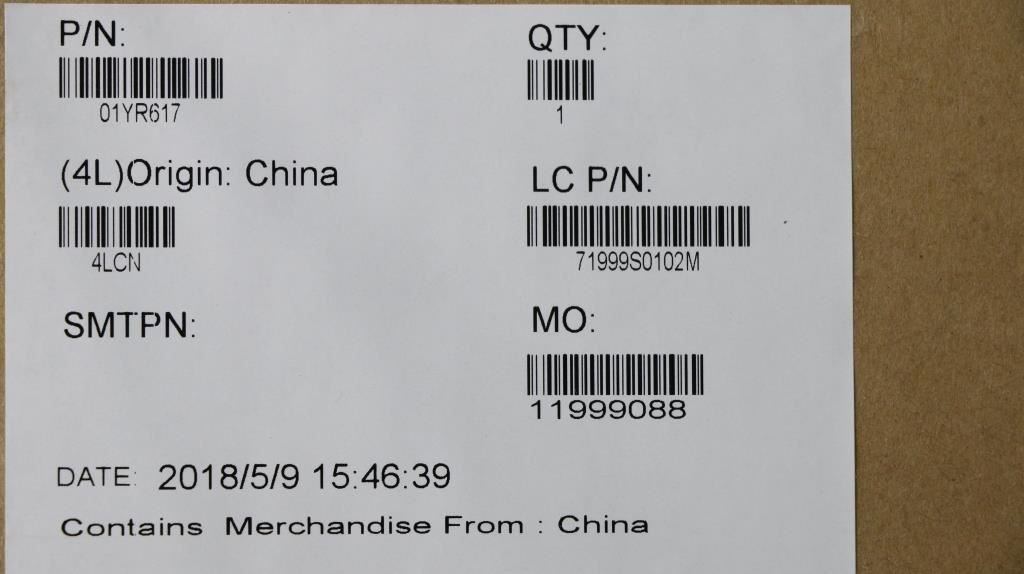 P/N:
01YR617
QTY:
1
(4L)Origin: China
4LCN
LC P/N:
71999S0102M
SMTPN:
MO:
11999088
DATE: 2018/5/9 15:46:39
Contains Merchandise From : China